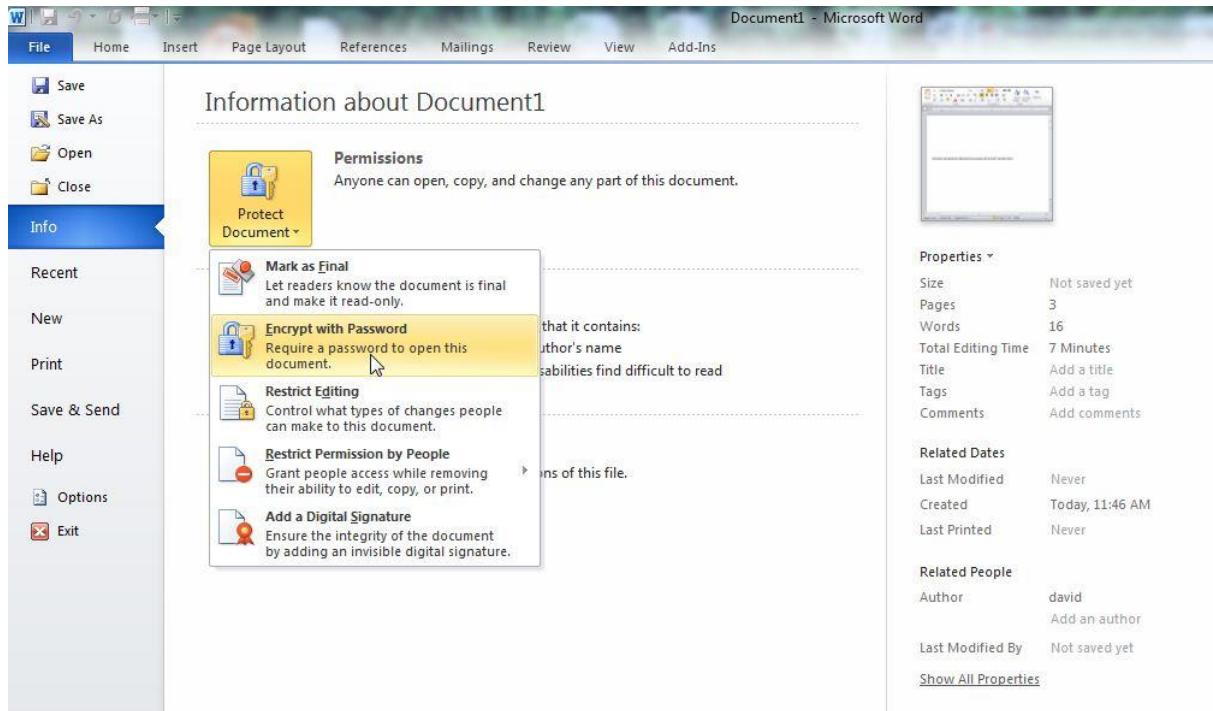 Document1 - Microsoft Word
File Home Insert Page Layout References Mailings Review View Add-Ins
Save
Save As
Open
Close
Info
Recent
New
Print
Save & Send
Help
Options
Exit
Information about Document1
Permissions
Anyone can open, copy, and change any part of this document.
Protect
Document
Mark as Final
Let readers know the document is final
and make it read-only.
Encrypt with Password
Require a password to open this
document.
Restrict Editing
Control what types of changes people
can make to this document.
Restrict Permission by People
Grant people access while removing
their ability to edit, copy, or print.
Add a Digital Signature
Ensure the integrity of the document
by adding an invisible digital signature.
that it contains:
uthor's name
sabilities find difficult to read
ons of this file.
Properties
Size Not saved yet
Pages 3
Words 16
Total Editing Time 7 Minutes
Title Add a title
Tags Add a tag
Comments Add comments
Related Dates
Last Modified Never
Created Today, 11:46 AM
Last Printed Never
Related People
Author david
Add an author
Last Modified By Not saved yet
Show All Properties